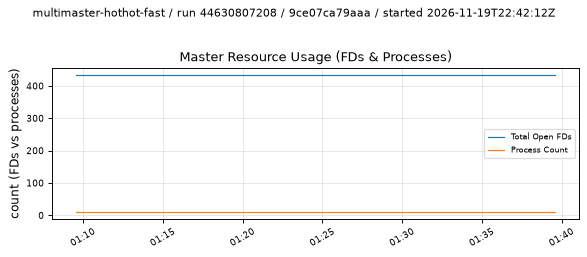 multimaster-hothot-fast / run 44630807208 / 9ce07ca79aaa / started 2026-11-19T22:42:12Z
Master Resource Usage (FDs & Processes)
count (FDs vs processes)
400
300
200
100
0
Total Open FDs
Process Count
01:10
01:15
01:20
01:25
01:30
01:35
01:40